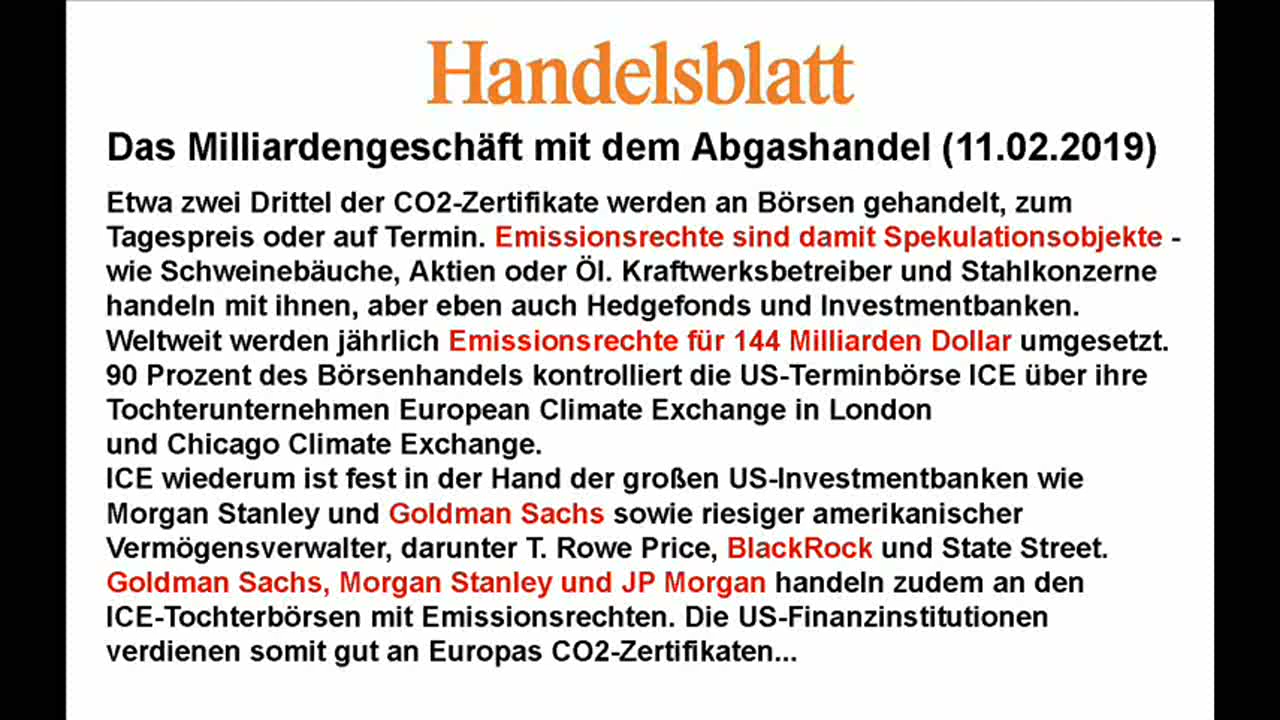 Handelsblatt
Das Milliardengeschäft mit dem Abgashandel (11.02.2019)
Etwa zwei Drittel der CO2-Zertifikate werden an Börsen gehandelt, zum
Tagespreis oder auf Termin. Emissionsrechte sind damit Spekulationsobjekte -
wie Schweinebäuche, Aktien oder Öl. Kraftwerksbetreiber und Stahlkonzerne
handeln mit ihnen, aber eben auch Hedgefonds und Investmentbanken.
Weltweit werden jährlich Emissionsrechte für 144 Milliarden Dollar umgesetzt.
90 Prozent des Börsenhandels kontrolliert die US-Terminbörse ICE über ihre
Tochterunternehmen European Climate Exchange in London
und Chicago Climate Exchange.
ICE wiederum ist fest in der Hand der großen US-Investmentbanken wie
Morgan Stanley und Goldman Sachs sowie riesiger amerikanischer
Vermögensverwalter, darunter T. Rowe Price, BlackRock und State Street.
Goldman Sachs, Morgan Stanley und JP Morgan handeln zudem an den
ICE-Tochterbörsen mit Emissionsrechten. Die US-Finanzinstitutionen
verdienen somit gut an Europas CO2-Zertifikaten...